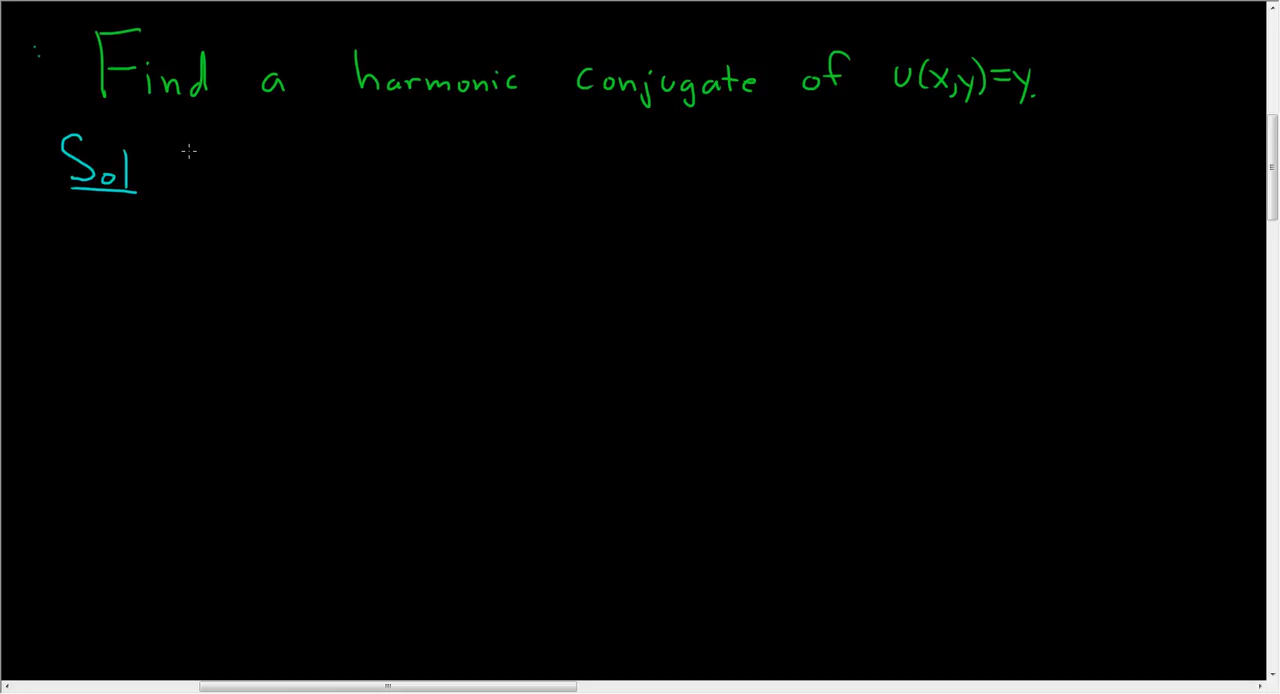 Find a harmonic conjugate of u(x,y)=y.
Sol